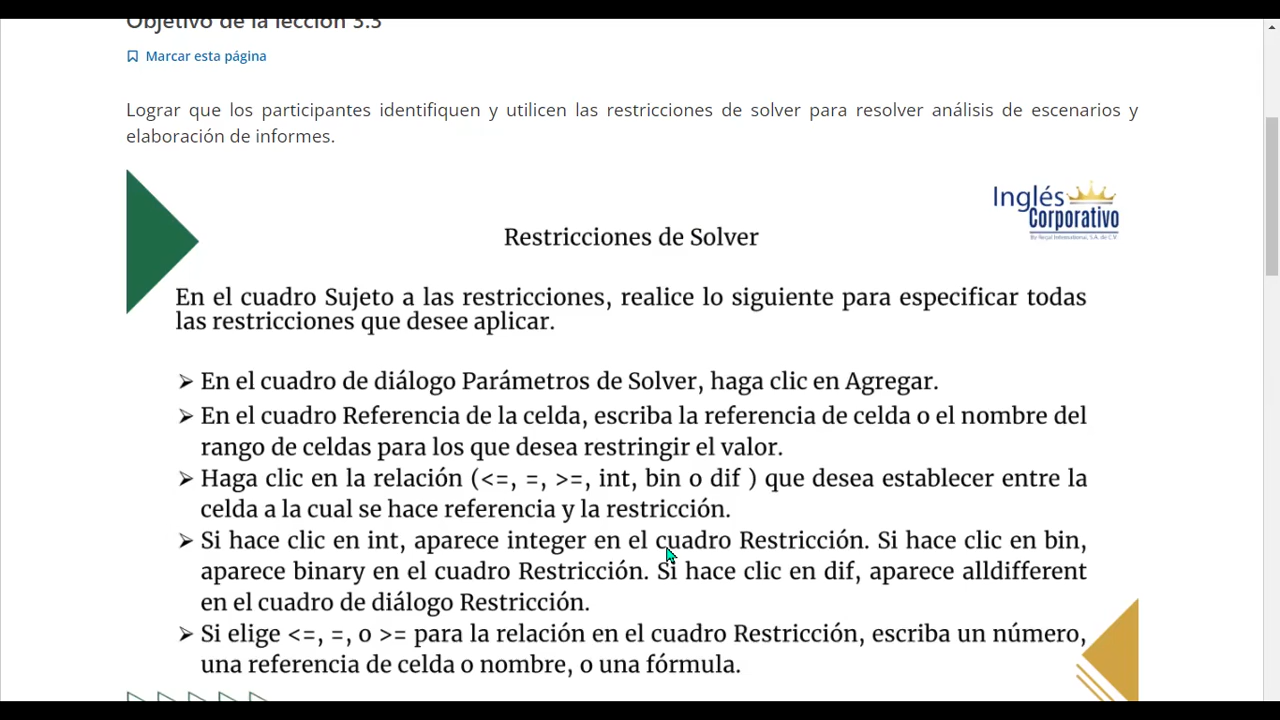 Objetivo de la lección 3.3
Marcar esta página
Lograr que los participantes identifiquen y utilicen las restricciones de solver para resolver análisis de escenarios y
elaboración de informes.
Inglés
Corporativo
By Royal International, S.A. de C.V.
Restricciones de Solver
En el cuadro Sujeto a las restricciones, realice lo siguiente para especificar todas
las restricciones que desee aplicar.
➢ En el cuadro de diálogo Parámetros de Solver, haga clic en Agregar.
➢ En el cuadro Referencia de la celda, escriba la referencia de celda o el nombre del
rango de celdas para los que desea restringir el valor.
➢ Haga clic en la relación (<=, =, >=, int, bin o dif ) que desea establecer entre la
celda a la cual se hace referencia y la restricción.
➢ Si hace clic en int, aparece integer en el cuadro Restricción. Si hace clic en bin,
aparece binary en el cuadro Restricción. Si hace clic en dif, aparece alldifferent
en el cuadro de diálogo Restricción.
➢ Si elige <=, =, o >= para la relación en el cuadro Restricción, escriba un número,
una referencia de celda o nombre, o una fórmula.